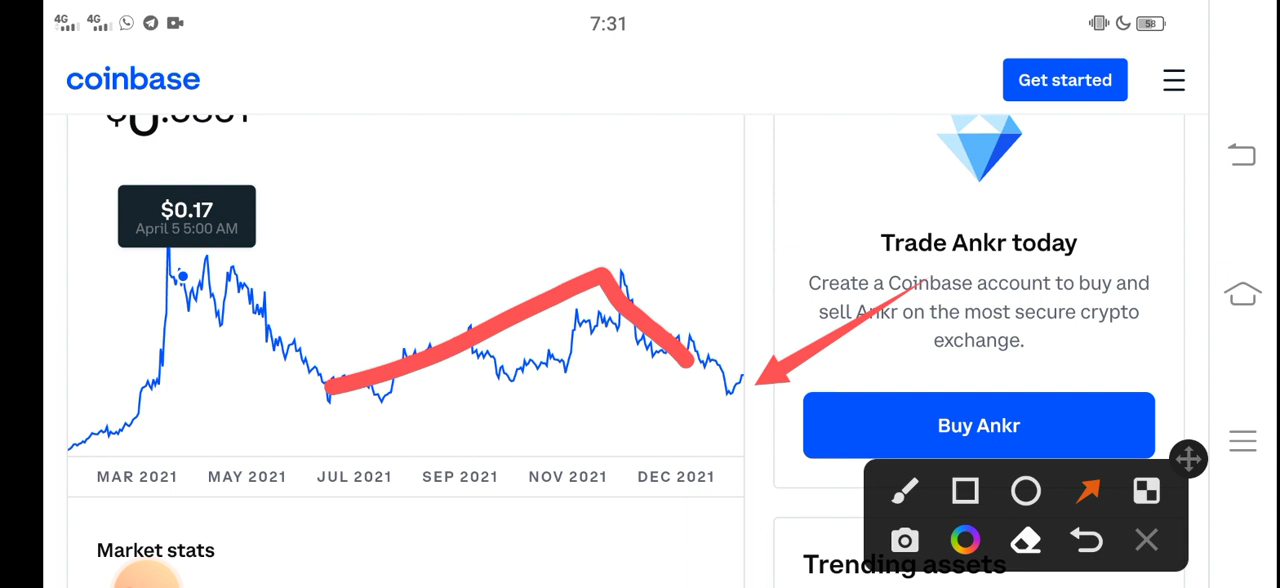 4G 4G 7:31 58
coinbase
Get started
$0.17
April 5 5:00 AM
MAR 2021 MAY 2021 JUL 2021 SEP 2021 NOV 2021 DEC 2021
Market stats
Trade Ankr today
Create a Coinbase account to buy and
sell Ankr on the most secure crypto
exchange.
Buy Ankr
Trending assets